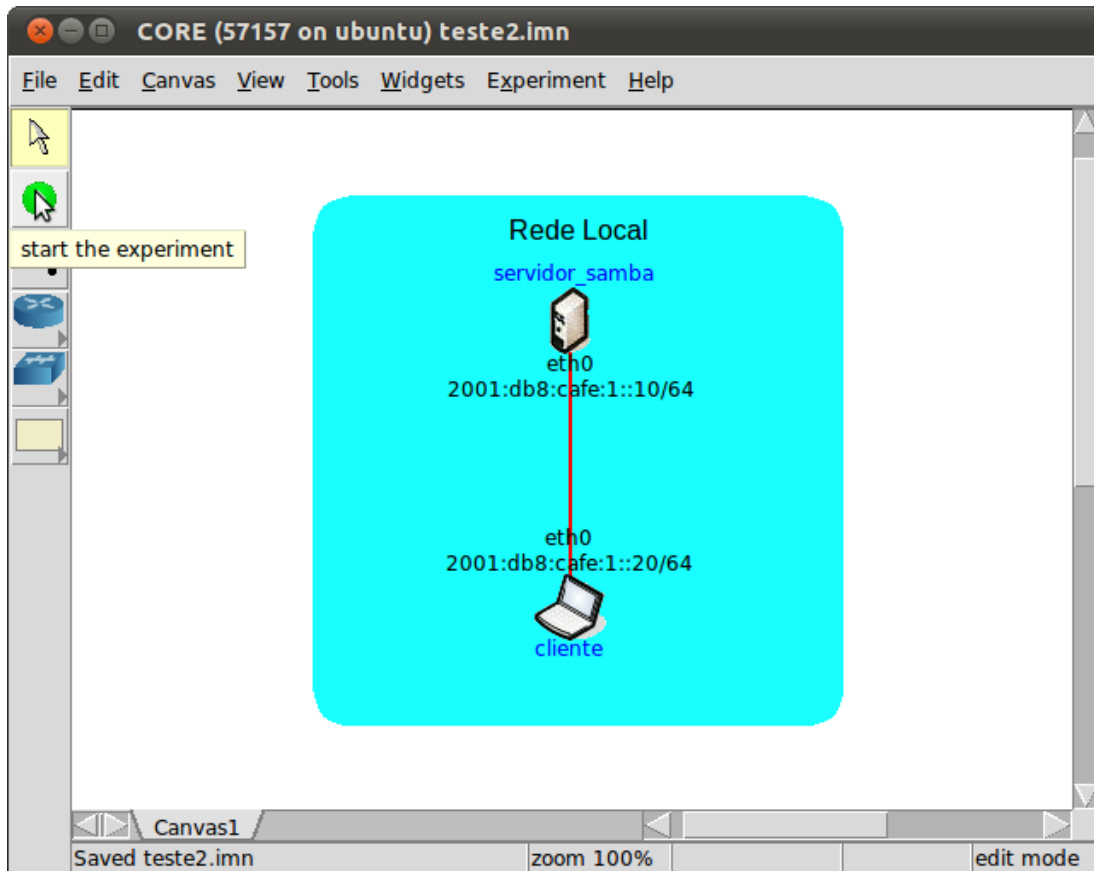 CORE (57157 on ubuntu) teste2.imn
File Edit Canvas View Tools Widgets Experiment Help
start the experiment
Rede Local
servidor_samba
eth0
2001:db8:cafe:1::10/64
eth0
2001:db8:cafe:1::20/64
cliente
Canvas1
Saved teste2.imn zoom 100% edit mode